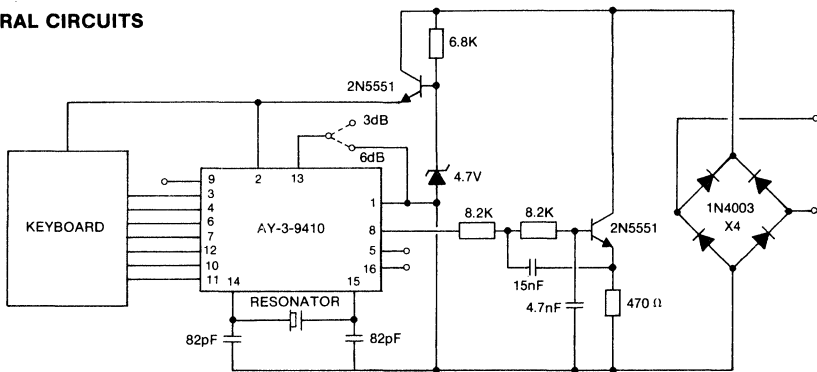 RAL CIRCUITS
6.8K
2N5551
3dB
6dB
9
3
4
6
7
12
10
11
2
13
1
8
5
16
14
15
KEYBOARD
AY-3-9410
4.7V
8.2K
8.2K
2N5551
1N4003
X4
15nF
4.7nF
470 Ω
RESONATOR
82pF
82pF